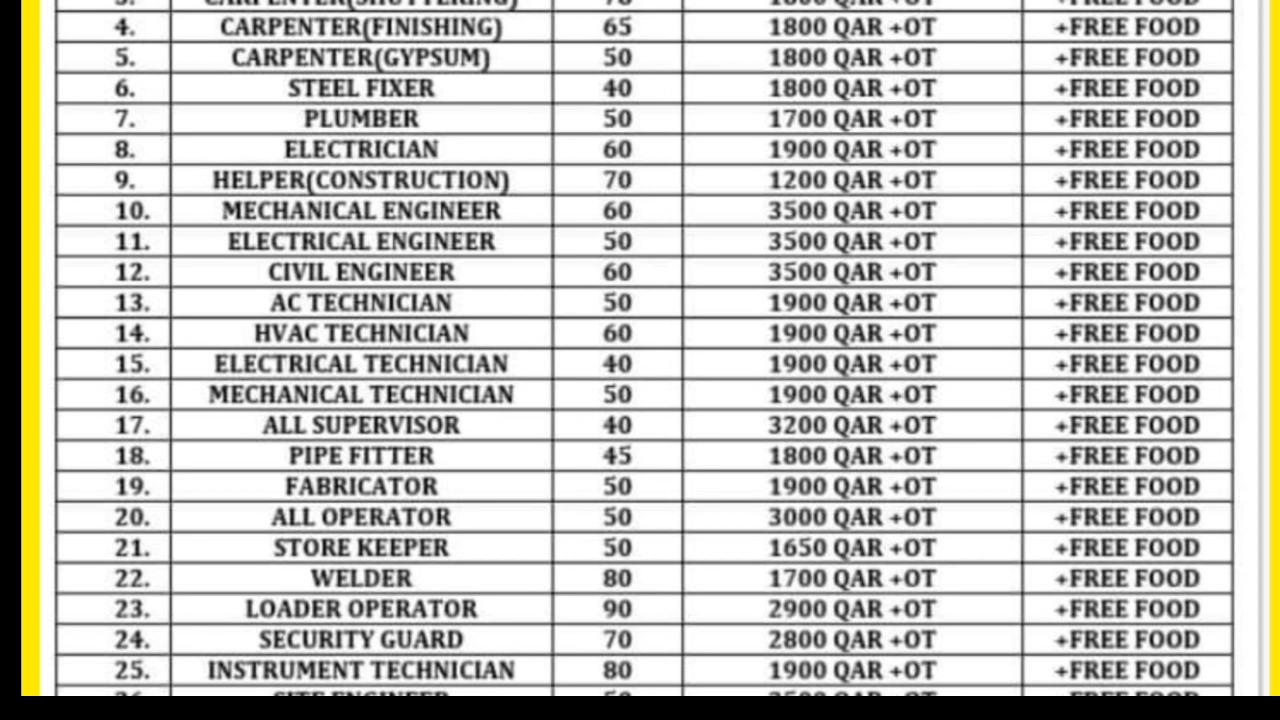 4. CARPENTER(FINISHING) 65 1800 QAR +OT +FREE FOOD
5. CARPENTER(GYPSUM) 50 1800 QAR +OT +FREE FOOD
6. STEEL FIXER 40 1800 QAR +OT +FREE FOOD
7. PLUMBER 50 1700 QAR +OT +FREE FOOD
8. ELECTRICIAN 60 1900 QAR +OT +FREE FOOD
9. HELPER(CONSTRUCTION) 70 1200 QAR +OT +FREE FOOD
10. MECHANICAL ENGINEER 60 3500 QAR +OT +FREE FOOD
11. ELECTRICAL ENGINEER 50 3500 QAR +OT +FREE FOOD
12. CIVIL ENGINEER 60 3500 QAR +OT +FREE FOOD
13. AC TECHNICIAN 50 1900 QAR +OT +FREE FOOD
14. HVAC TECHNICIAN 60 1900 QAR +OT +FREE FOOD
15. ELECTRICAL TECHNICIAN 40 1900 QAR +OT +FREE FOOD
16. MECHANICAL TECHNICIAN 50 1900 QAR +OT +FREE FOOD
17. ALL SUPERVISOR 40 3200 QAR +OT +FREE FOOD
18. PIPE FITTER 45 1800 QAR +OT +FREE FOOD
19. FABRICATOR 50 1900 QAR +OT +FREE FOOD
20. ALL OPERATOR 50 3000 QAR +OT +FREE FOOD
21. STORE KEEPER 50 1650 QAR +OT +FREE FOOD
22. WELDER 80 1700 QAR +OT +FREE FOOD
23. LOADER OPERATOR 90 2900 QAR +OT +FREE FOOD
24. SECURITY GUARD 70 2800 QAR +OT +FREE FOOD
25. INSTRUMENT TECHNICIAN 80 1900 QAR +OT +FREE FOOD